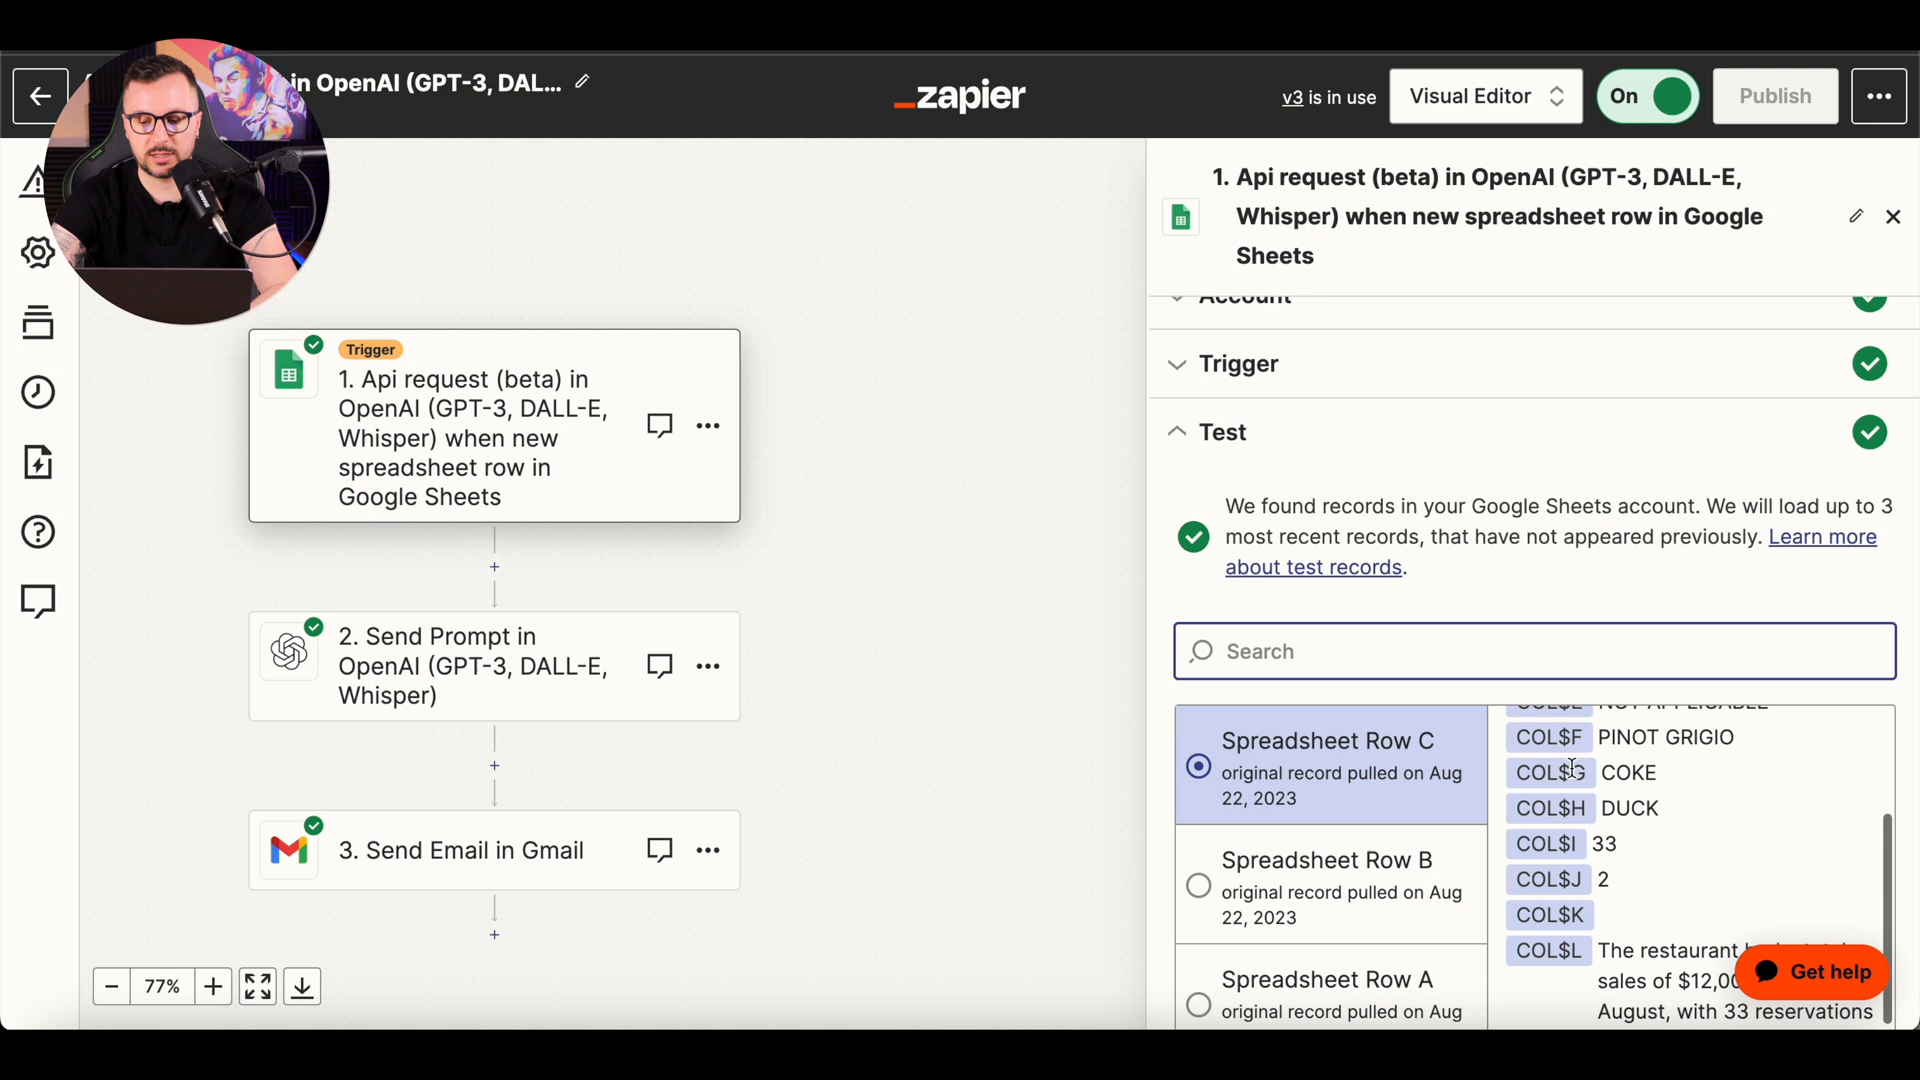 in OpenAI (GPT-3, DAL...
zapier
v3 is in use
Visual Editor
On
Publish
1. Api request (beta) in OpenAI (GPT-3, DALL-E,
Whisper) when new spreadsheet row in Google
Sheets
Account
Trigger
Test
We found records in your Google Sheets account. We will load up to 3
most recent records, that have not appeared previously. Learn more
about test records.
Search
Spreadsheet Row C
original record pulled on Aug
22, 2023
Spreadsheet Row B
original record pulled on Aug
22, 2023
Spreadsheet Row A
original record pulled on Aug
COL$E NOT APPLICABLE
COL$F PINOT GRIGIO
COL$G COKE
COL$H DUCK
COL$I 33
COL$J 2
COL$K
COL$L The restaurant
sales of $12,00
August, with 33 reservations
Get help
Trigger
1. Api request (beta) in
OpenAI (GPT-3, DALL-E,
Whisper) when new
spreadsheet row in
Google Sheets
2. Send Prompt in
OpenAI (GPT-3, DALL-E,
Whisper)
3. Send Email in Gmail
77%